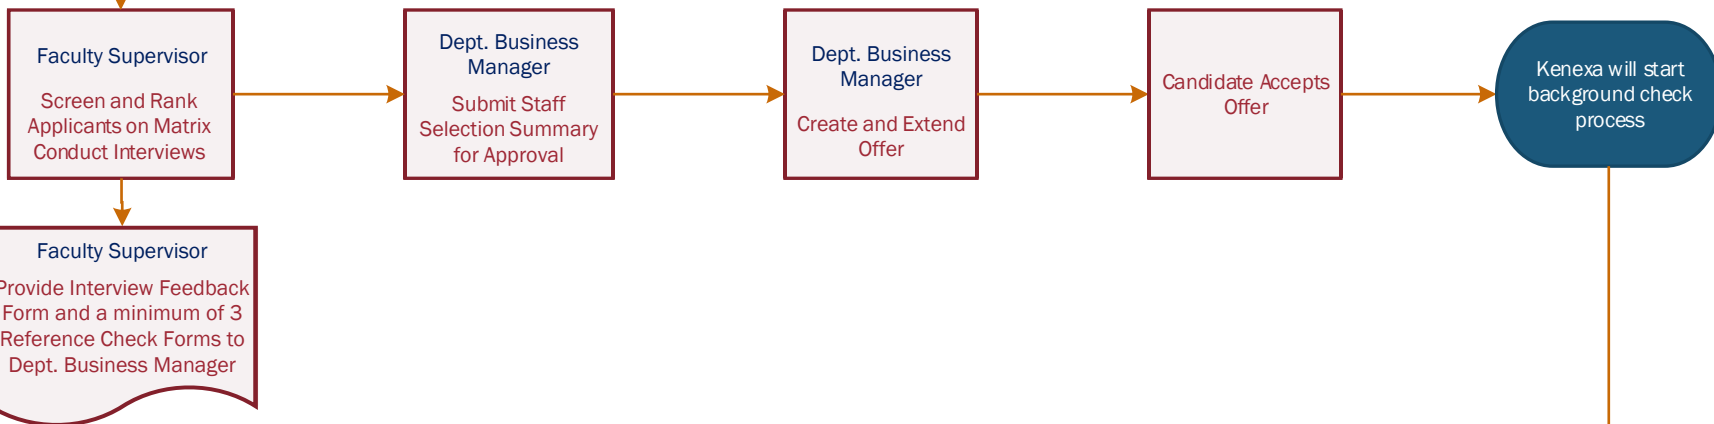 Faculty Supervisor
Screen and Rank
Applicants on Matrix
Conduct Interviews
Dept. Business
Manager
Submit Staff
Selection Summary
for Approval
Dept. Business
Manager
Create and Extend
Offer
Candidate Accepts
Offer
Kenexa will start
background check
process
Faculty Supervisor
Provide Interview Feedback
Form and a minimum of 3
Reference Check Forms to
Dept. Business Manager